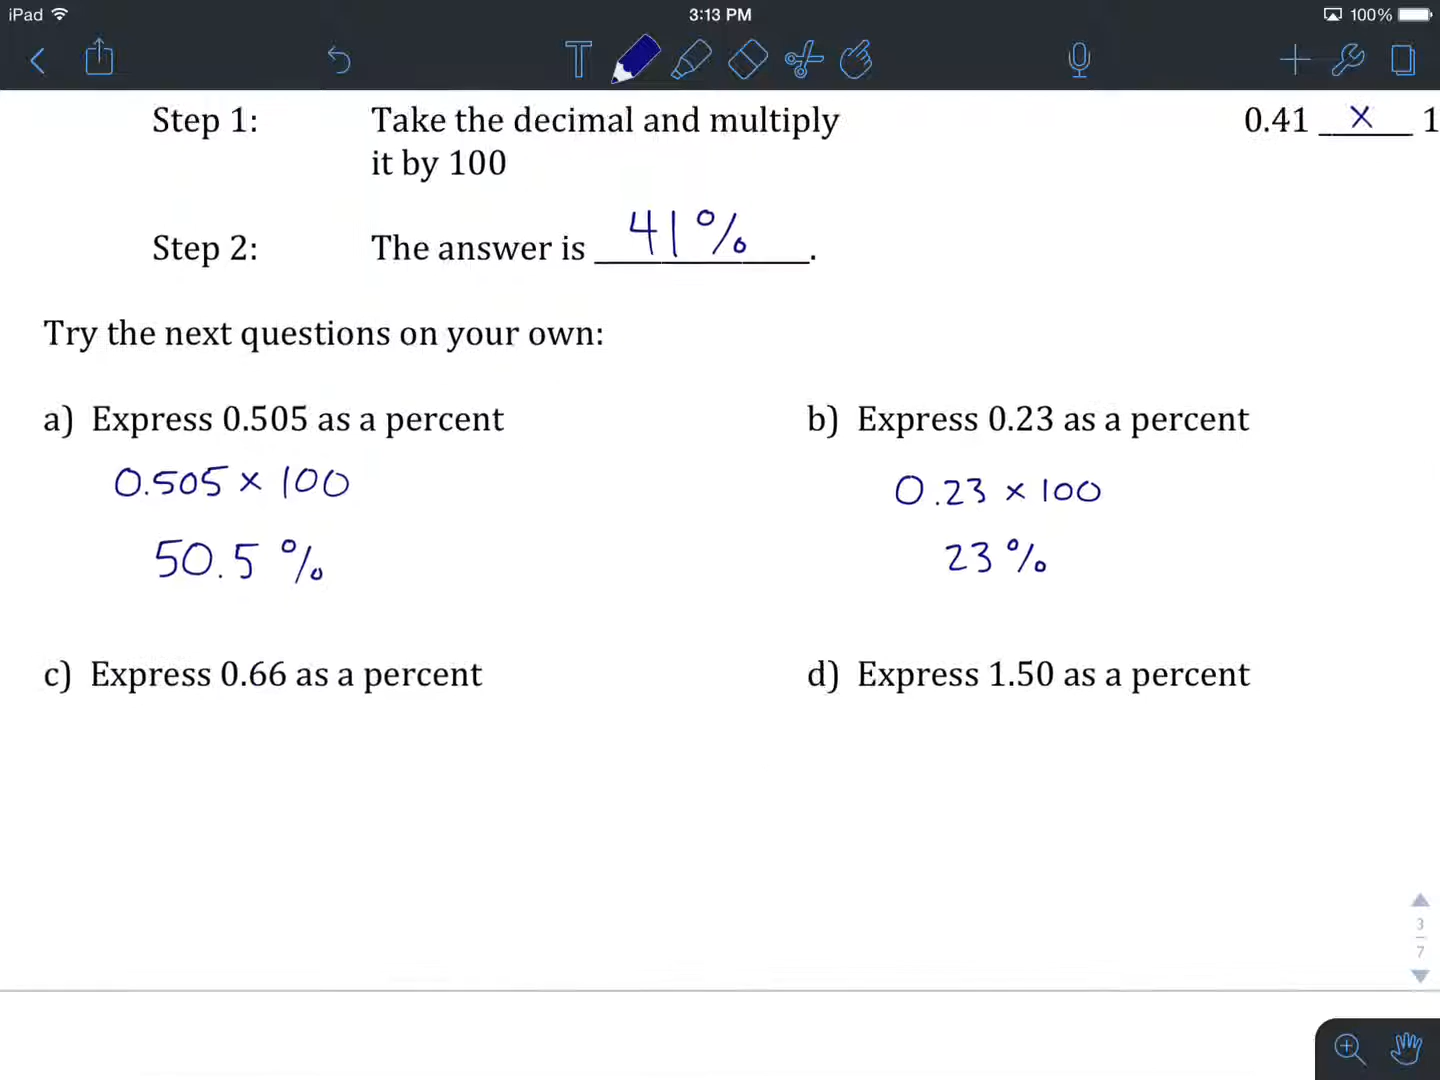 iPad 3:13 PM 100%
Step 1: Take the decimal and multiply 0.41 __x__ 1
it by 100
Step 2: The answer is 41%.
Try the next questions on your own:
a) Express 0.505 as a percent b) Express 0.23 as a percent
0.505 x 100 0.23 x 100
50.5% 23%
c) Express 0.66 as a percent d) Express 1.50 as a percent
3
7